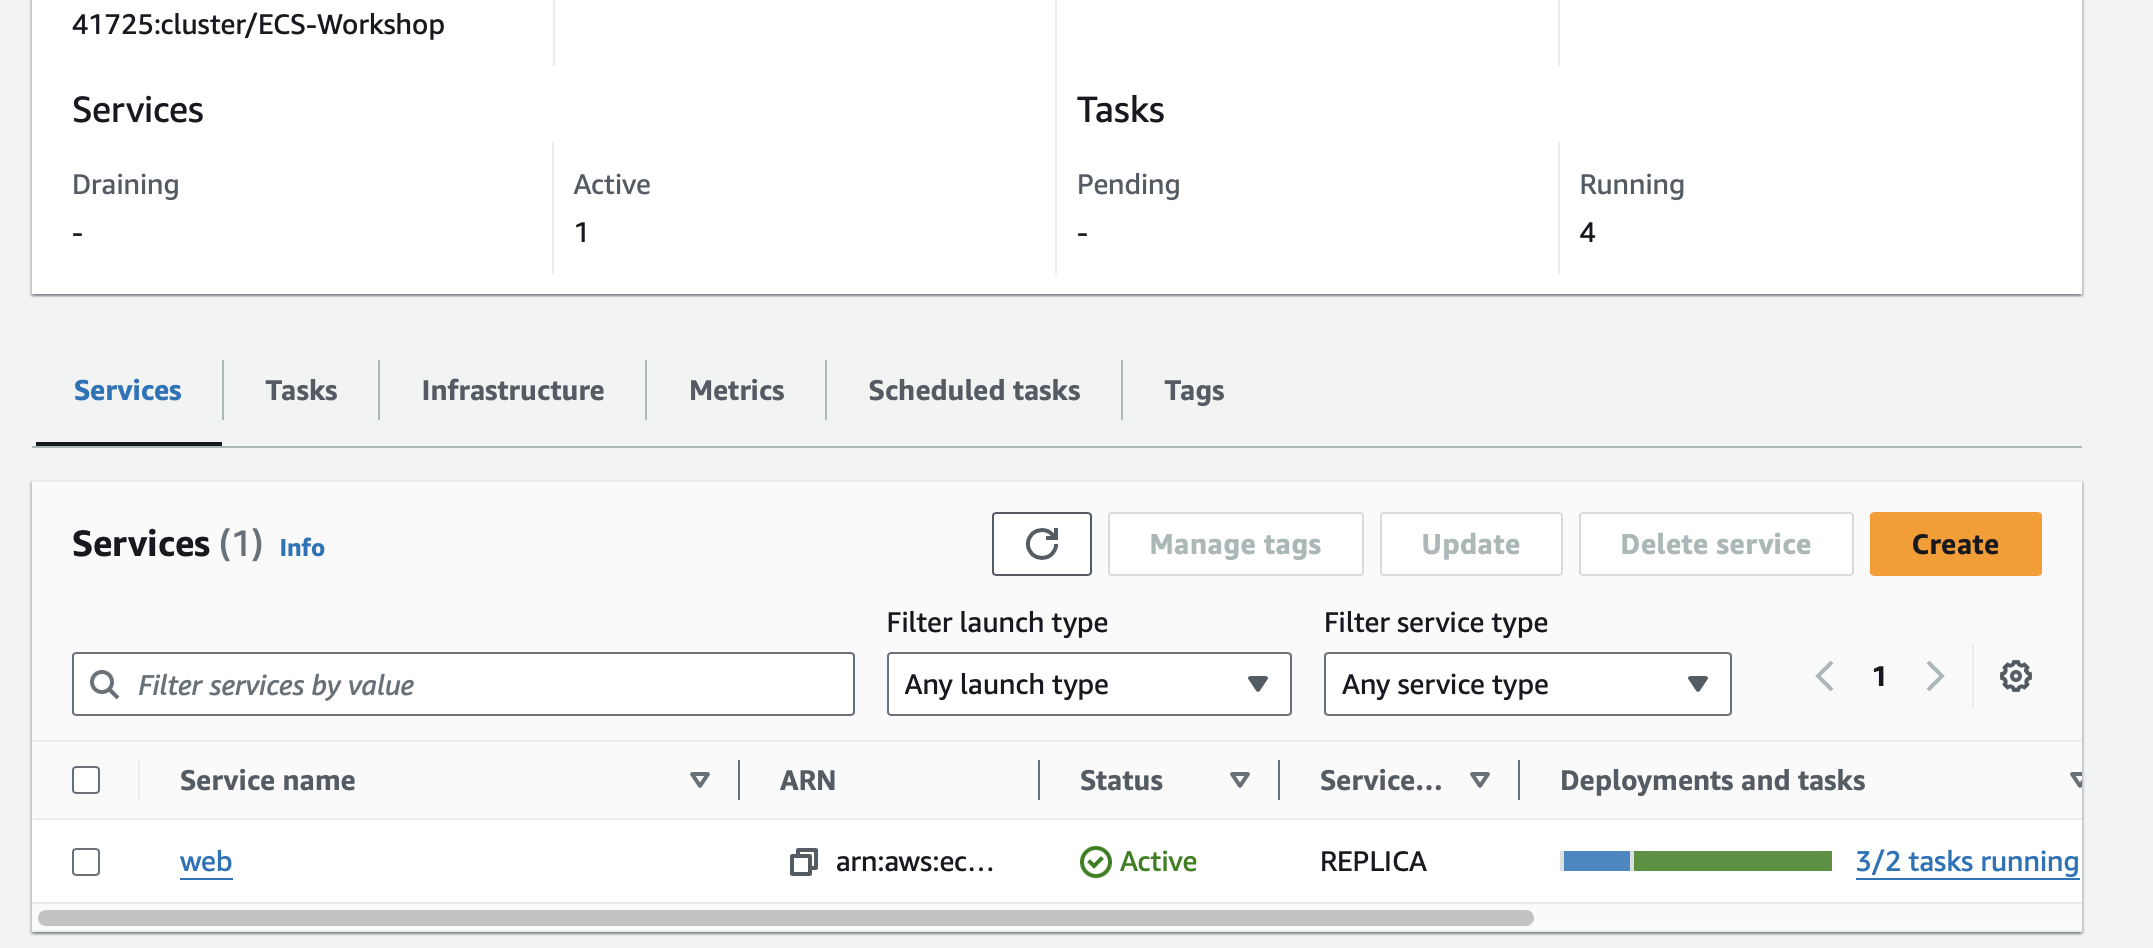 41725:cluster/ECS-Workshop
Services
Tasks
Draining
Active
Pending
Running
-
1
-
4
Services
Tasks
Infrastructure
Metrics
Scheduled tasks
Tags
Services (1) Info
Manage tags
Update
Delete service
Create
Filter launch type
Filter service type
Filter services by value
Any launch type
Any service type
1
Service name
ARN
Status
Service...
Deployments and tasks
web
arn:aws:ec...
Active
REPLICA
3/2 tasks running